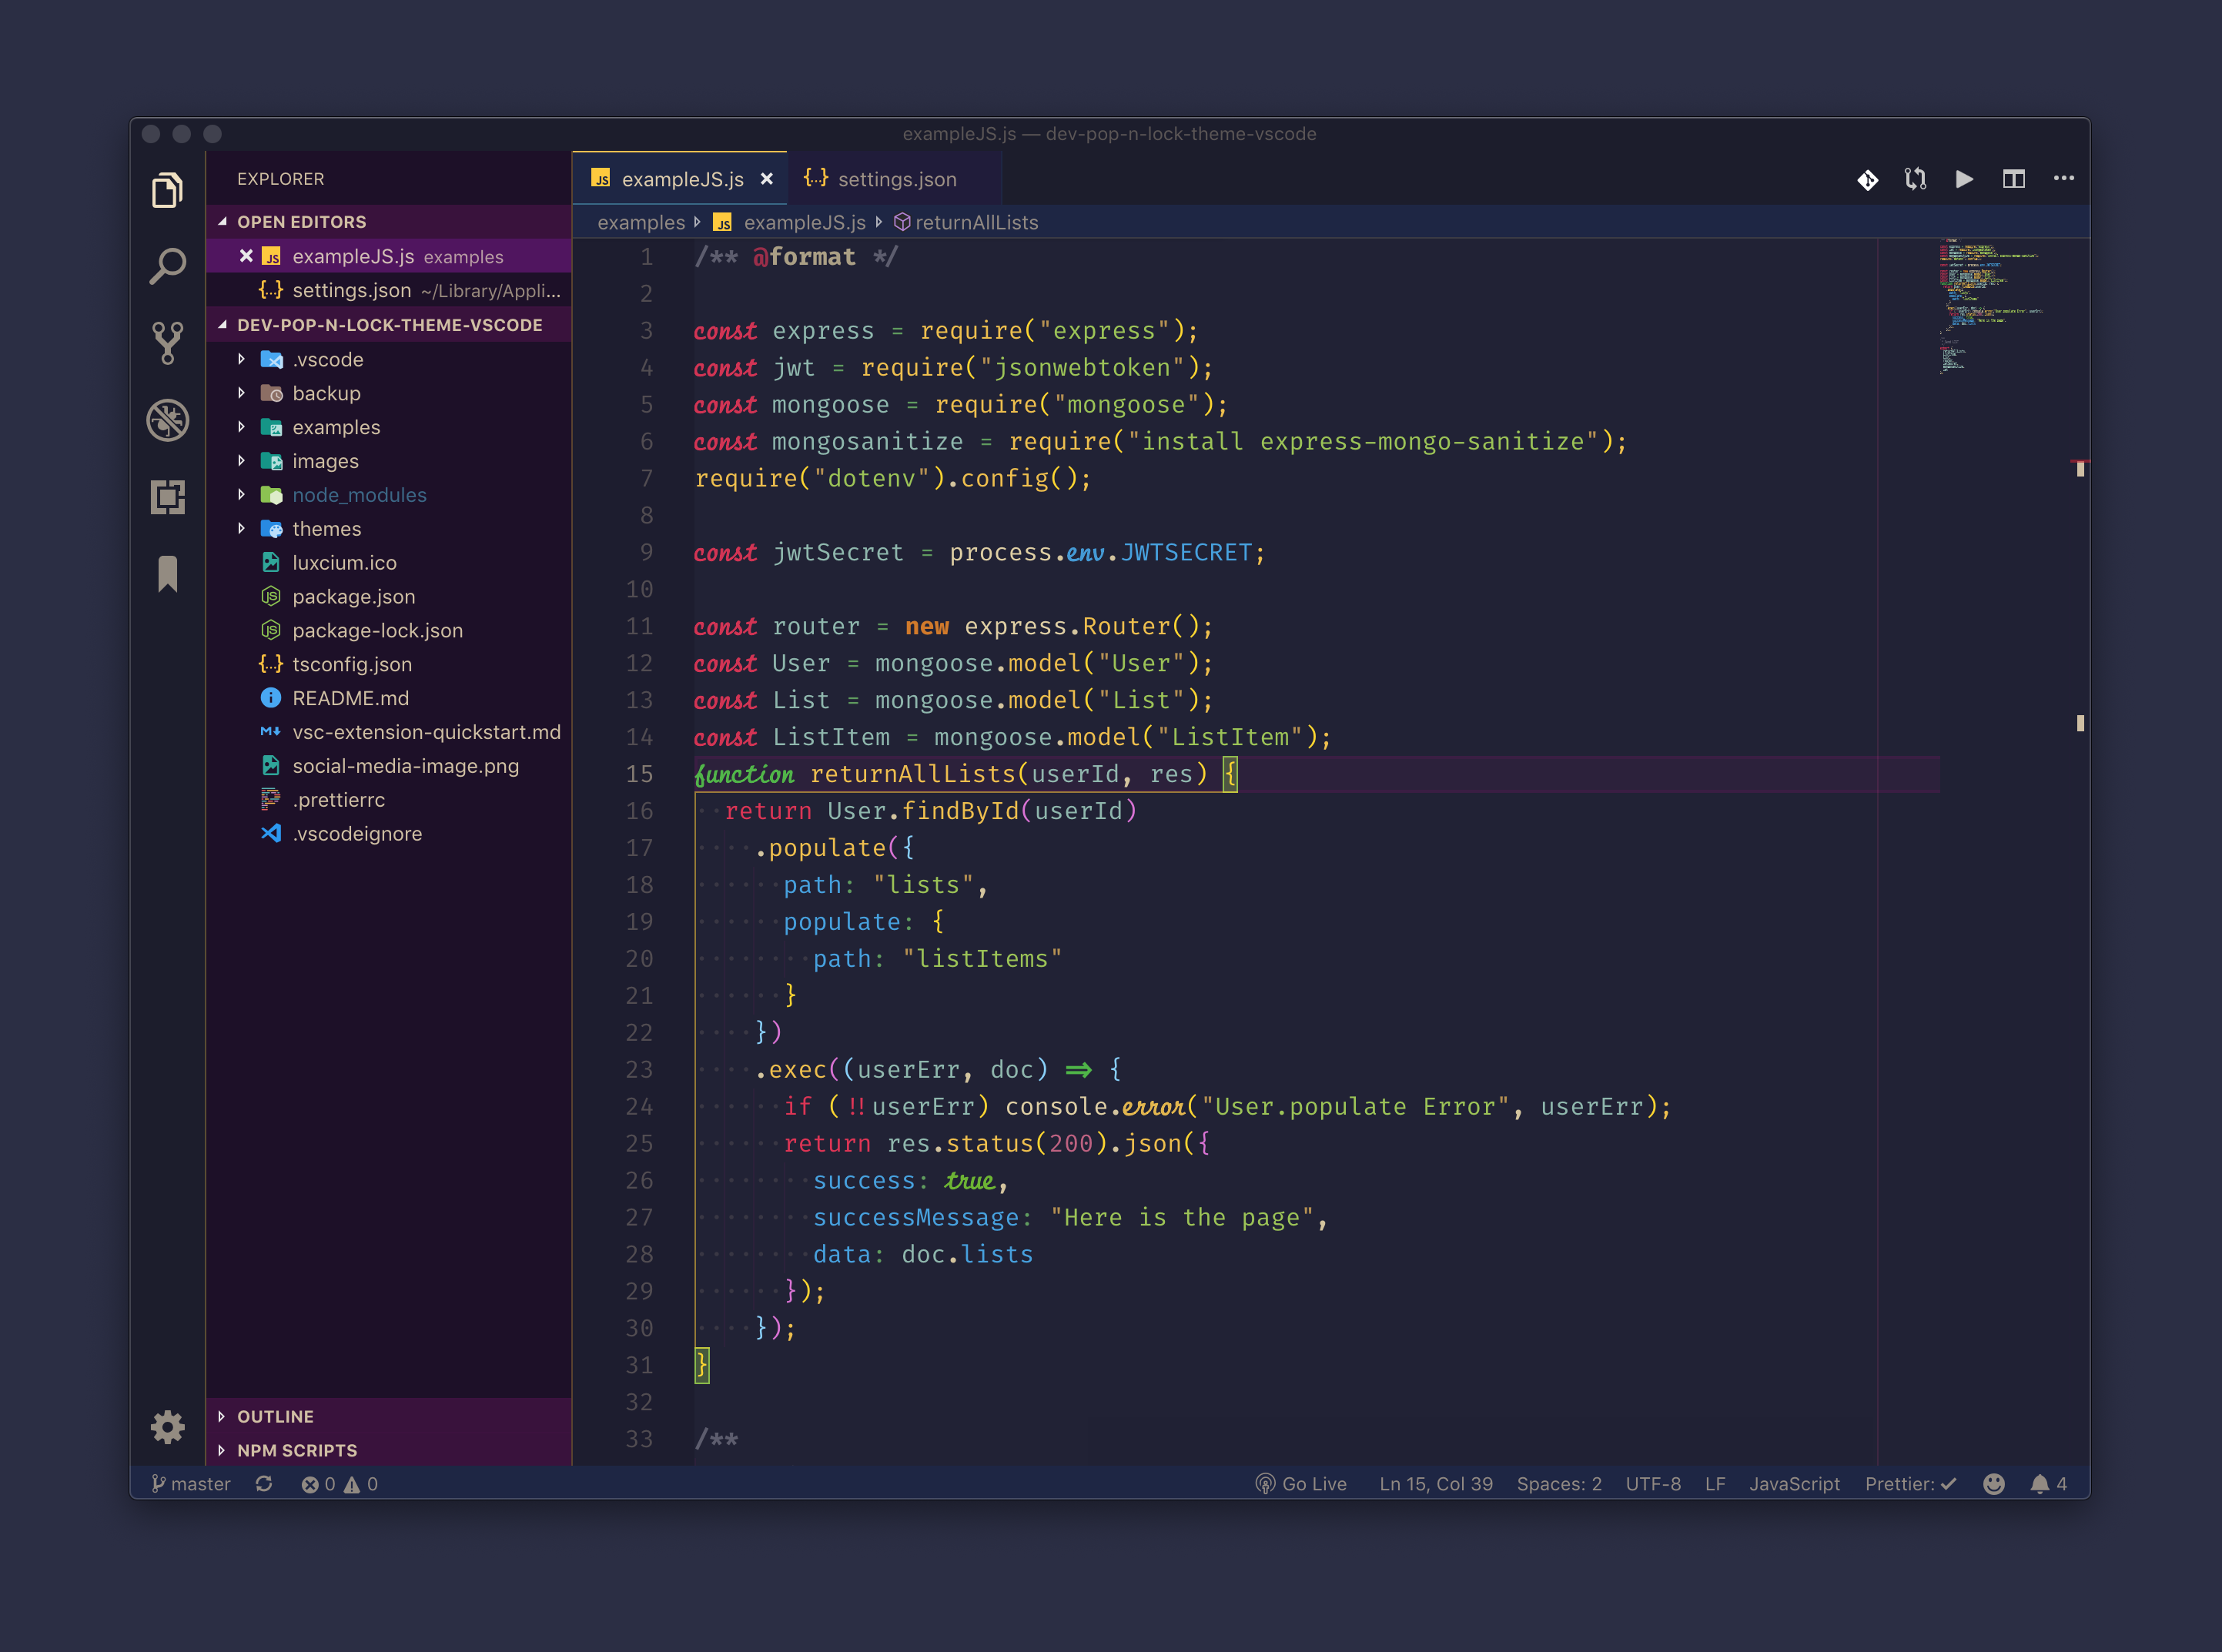 exampleJS.js — dev-pop-n-lock-theme-vscode
EXPLORER
OPEN EDITORS
exampleJS.js examples
settings.json ~/Library/Appli...
DEV-POP-N-LOCK-THEME-VSCODE
.vscode
backup
examples
images
node_modules
themes
luxcium.ico
package.json
package-lock.json
tsconfig.json
README.md
vsc-extension-quickstart.md
social-media-image.png
.prettierrc
.vscodeignore
OUTLINE
NPM SCRIPTS
JS exampleJS.js
{..} settings.json
examples JS exampleJS.js returnAllLists
1 /** @format */
2
3 const express = require("express");
4 const jwt = require("jsonwebtoken");
5 const mongoose = require("mongoose");
6 const mongosanitize = require("install express-mongo-sanitize");
7 require("dotenv").config();
8
9 const jwtSecret = process.env.JWTSECRET;
10
11 const router = new express.Router();
12 const User = mongoose.model("User");
13 const List = mongoose.model("List");
14 const ListItem = mongoose.model("ListItem");
15 function returnAllLists(userId, res) {
16 return User.findById(userId)
17 .populate({
18 path: "lists",
19 populate: {
20 path: "listItems"
21 }
22 })
23 .exec((userErr, doc) => {
24 if (!!userErr) console.error("User.populate Error", userErr);
25 return res.status(200).json({
26 success: true,
27 successMessage: "Here is the page",
28 data: doc.lists
29 });
30 });
31 }
32
33 /**
master 0 0 Go Live Ln 15, Col 39 Spaces: 2 UTF-8 LF JavaScript Prettier: ✓ 4